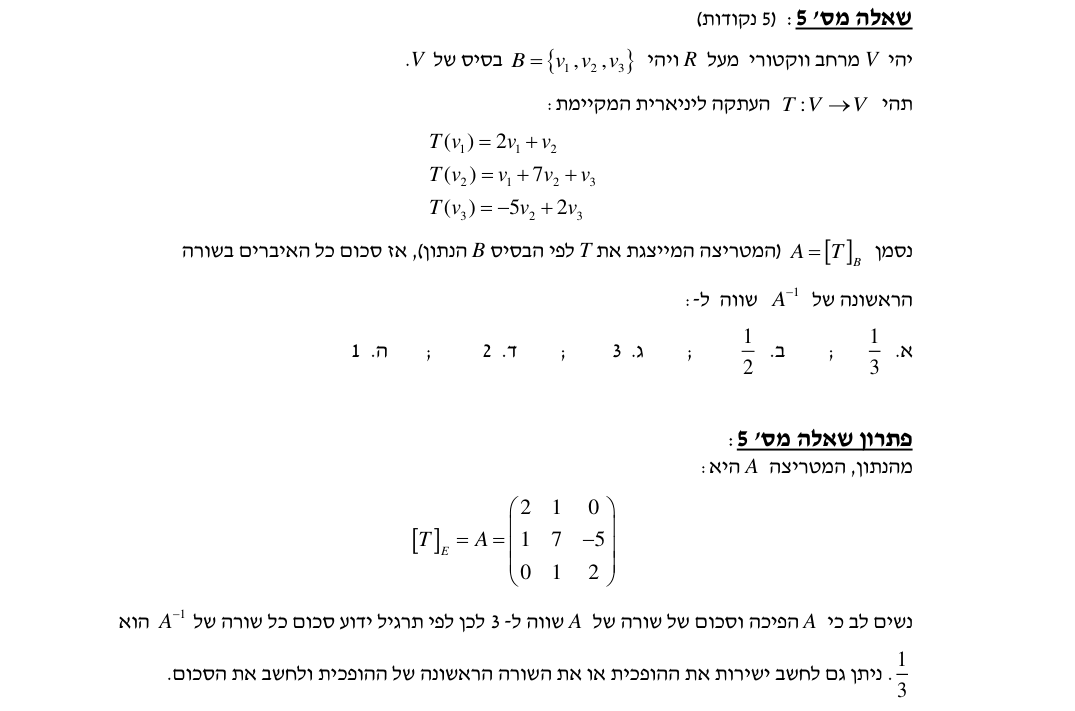 שאלה מס׳ 5 : (5 נקודות)
יהי V מרחב ווקטורי מעל R ויהי B = {v₁ , v₂ , v₃} בסיס של V.
תהי T : V → V העתקה ליניארית המקיימת :
T(v₁) = 2v₁ + v₂
T(v₂) = v₁ + 7v₂ + v₃
T(v₃) = −5v₂ + 2v₃
נסמן A = [T]_B (המטריצה המייצגת את T לפי הבסיס B הנתון), אז סכום כל האיברים בשורה
הראשונה של A⁻¹ שווה ל- :
א. 1/3 ; ב. 1/2 ; ג. 3 ; ד. 2 ; ה. 1
פתרון שאלה מס׳ 5 :
מהנתון, המטריצה A היא :
2 1 0
[T]_E = A = 1 7 −5
0 1 2
נשים לב כי A הפיכה וסכום של שורה של A שווה ל- 3 לכן לפי תרגיל ידוע סכום כל שורה של A⁻¹ הוא
1/3 . ניתן גם לחשב ישירות את ההופכית או את השורה הראשונה של ההופכית ולחשב את הסכום.